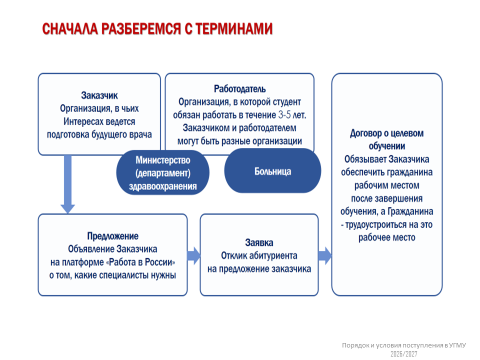 СНАЧАЛА РАЗБЕРЕМСЯ С ТЕРМИНАМИ
Заказчик
Организация, в чьих
Интересах ведется
подготовка будущего врача
Работодатель
Организация, в которой студент
обязан работать в течение 3-5 лет.
Заказчиком и работодателем
могут быть разные организации
Министерство
(департамент)
здравоохранения
Больница
Договор о целевом
обучении
Обязывает Заказчика
обеспечить гражданина
рабочим местом
после завершения
обучения, а Гражданина
- трудоустроиться на это
рабочее место
Предложение
Объявление Заказчика
на платформе «Работа в России»
о том, какие специалисты нужны
Заявка
Отклик абитуриента
на предложение заказчика
Порядок и условия поступления в УГМУ
2026/2027